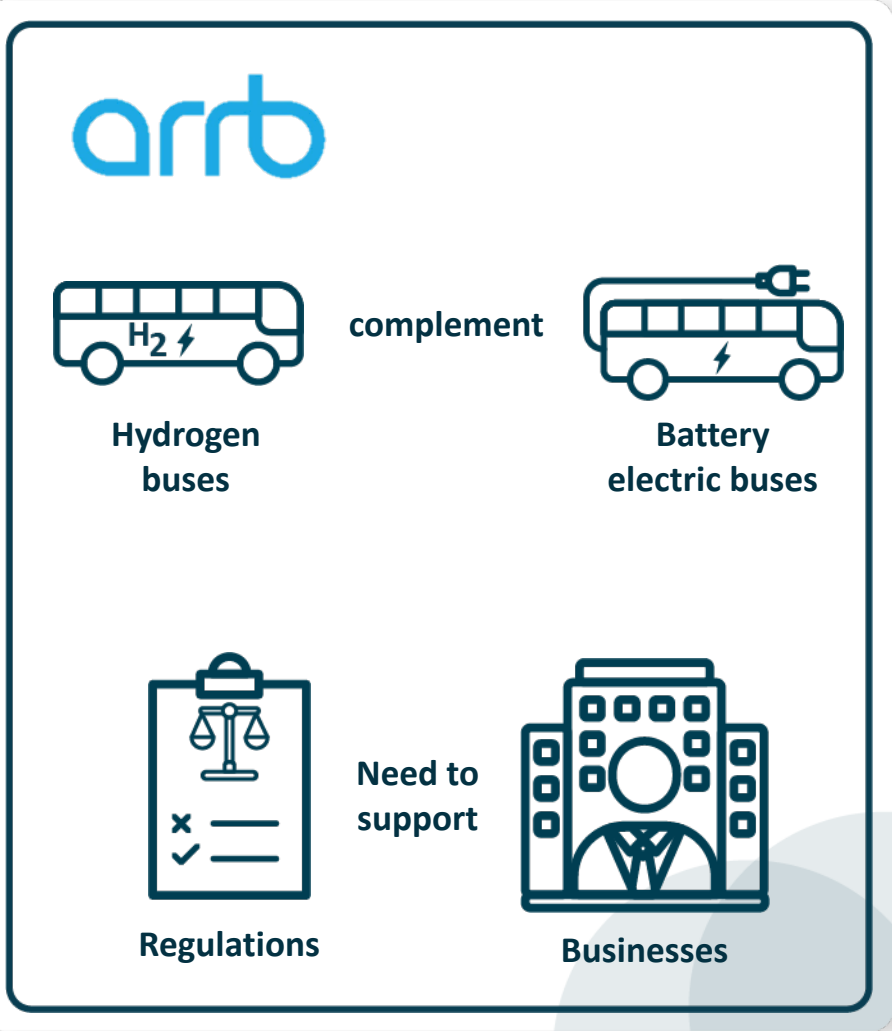 arrb
H2
complement
Hydrogen
buses
Battery
electric buses
Need to
support
Regulations
Businesses